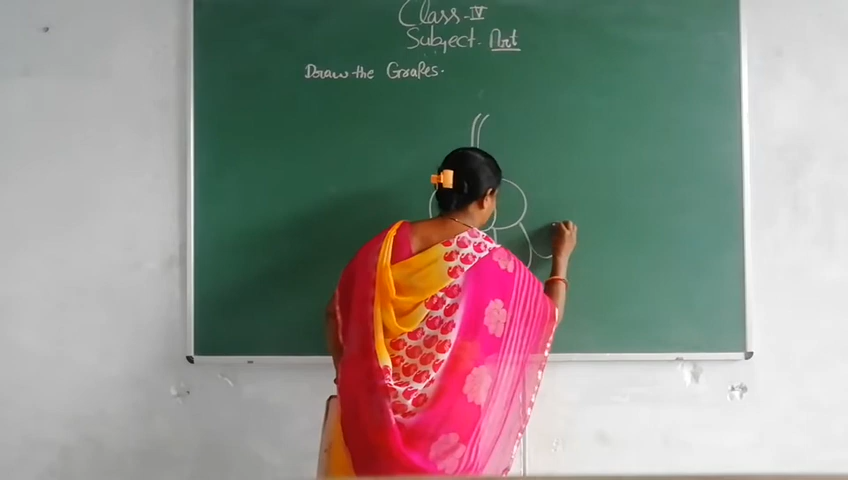 Class-IV
Subject- Art
Draw the Grapes.